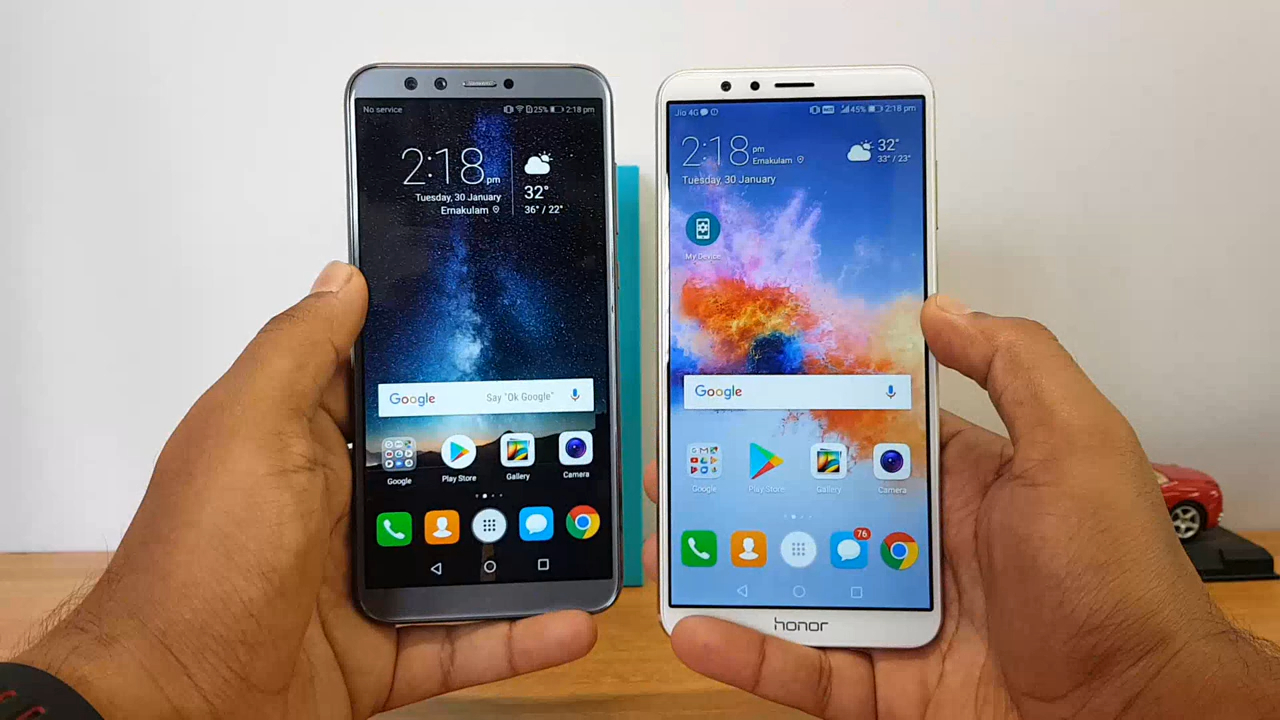 No service
25%
2:18 pm
2:18 pm
Tuesday, 30 January
Ernakulam
32°
36° / 22°
Google
Say "Ok Google"
Google
Play Store
Gallery
Camera
Jio 4G
45%
2:18 pm
2:18 pm
Ernakulam
Tuesday, 30 January
32°
33° / 23°
My Device
Google
Google
Play Store
Gallery
Camera
76
honor